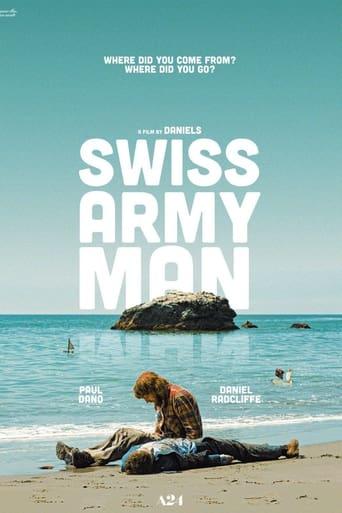 WHERE DID YOU COME FROM?
WHERE DID YOU GO?
A FILM BY DANIELS
SWISS
ARMY
MAN
PAUL
DANO
DANIEL
RADCLIFFE
A24